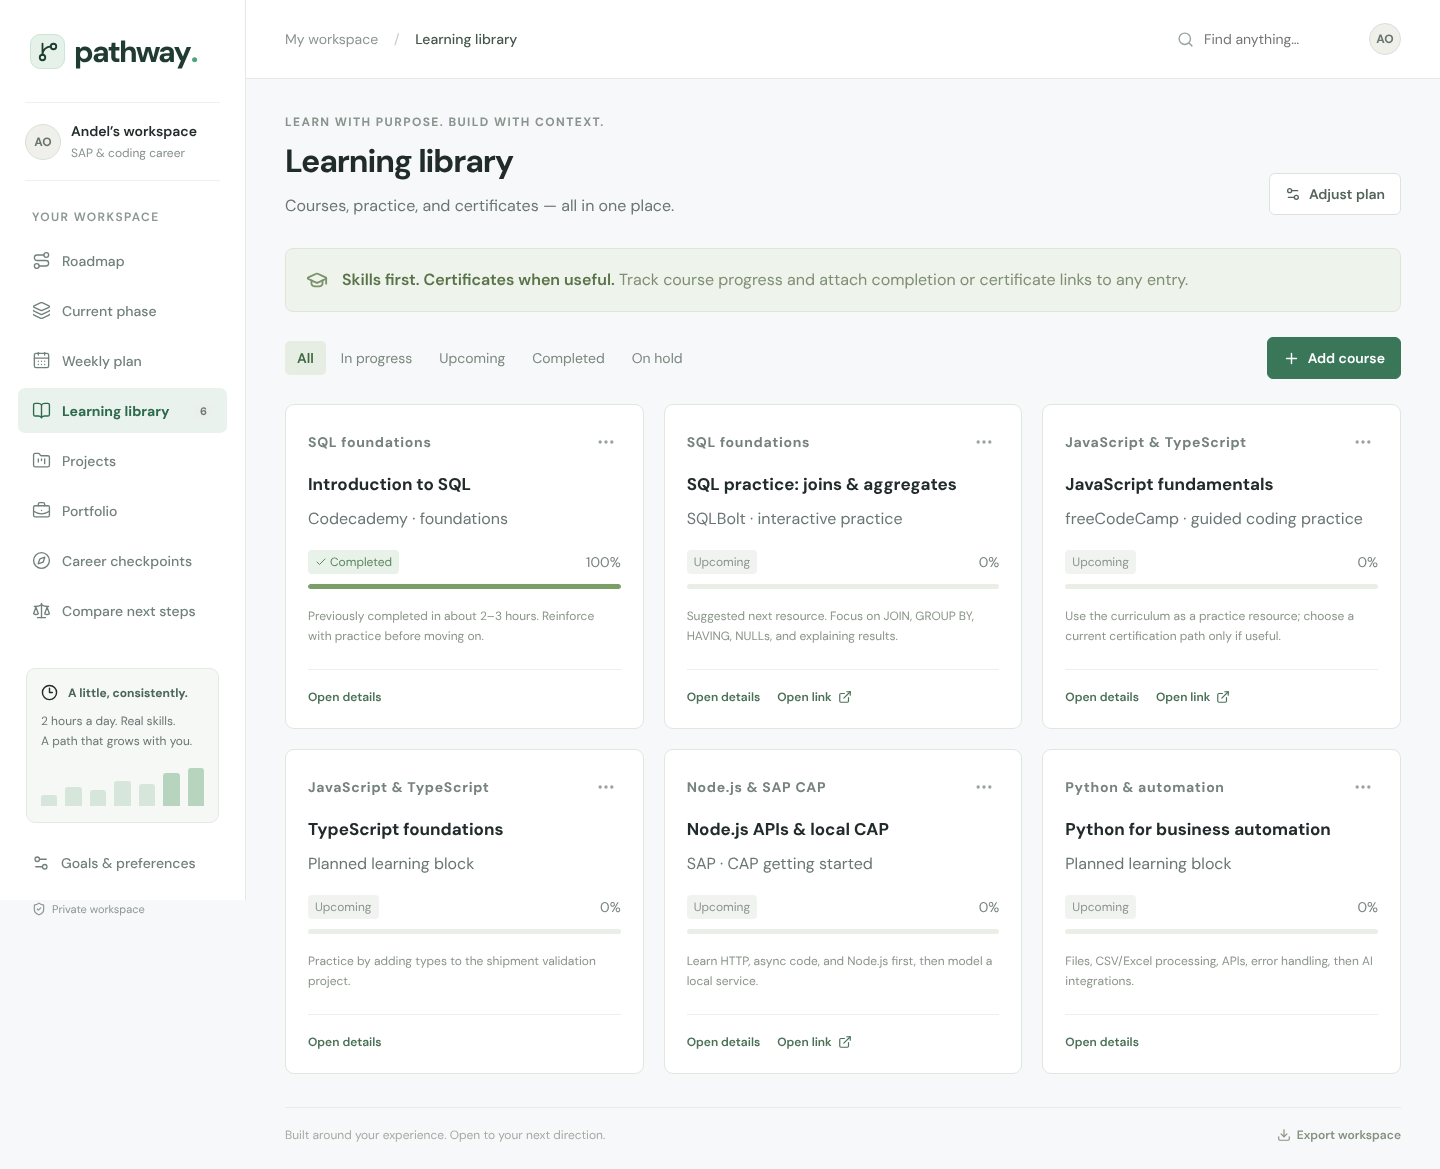 pathway.
AO
Andel’s workspace
SAP & coding career
YOUR WORKSPACE
Roadmap
Current phase
Weekly plan
Learning library 6
Projects
Portfolio
Career checkpoints
Compare next steps
A little, consistently.
2 hours a day. Real skills.
A path that grows with you.
Goals & preferences
Private workspace
My workspace / Learning library
Find anything…
AO
LEARN WITH PURPOSE. BUILD WITH CONTEXT.
Learning library
Courses, practice, and certificates — all in one place.
Adjust plan
Skills first. Certificates when useful. Track course progress and attach completion or certificate links to any entry.
All In progress Upcoming Completed On hold
Add course
SQL foundations
Introduction to SQL
Codecademy · foundations
Completed 100%
Previously completed in about 2–3 hours. Reinforce
with practice before moving on.
Open details
SQL foundations
SQL practice: joins & aggregates
SQLBolt · interactive practice
Upcoming 0%
Suggested next resource. Focus on JOIN, GROUP BY,
HAVING, NULLs, and explaining results.
Open details Open link
JavaScript & TypeScript
JavaScript fundamentals
freeCodeCamp · guided coding practice
Upcoming 0%
Use the curriculum as a practice resource; choose a
current certification path only if useful.
Open details Open link
JavaScript & TypeScript
TypeScript foundations
Planned learning block
Upcoming 0%
Practice by adding types to the shipment validation
project.
Open details
Node.js & SAP CAP
Node.js APIs & local CAP
SAP · CAP getting started
Upcoming 0%
Learn HTTP, async code, and Node.js first, then model a
local service.
Open details Open link
Python & automation
Python for business automation
Planned learning block
Upcoming 0%
Files, CSV/Excel processing, APIs, error handling, then AI
integrations.
Open details
Built around your experience. Open to your next direction.
Export workspace